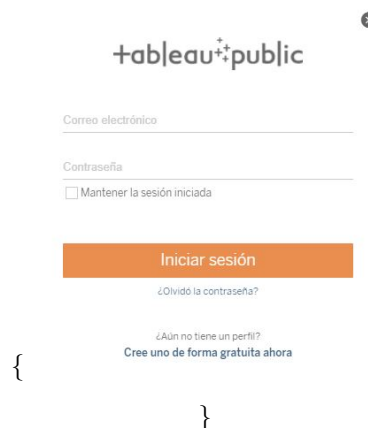 +ableau public
Correo electrónico
Contraseña
Mantener la sesión iniciada
Iniciar sesión
¿Olvidó la contraseña?
¿Aún no tiene un perfil?
Cree uno de forma gratuita ahora
{
}